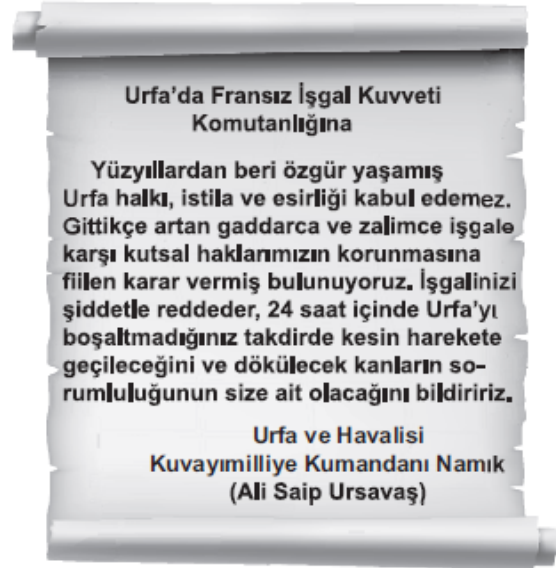 Urfa'da Fransız İşgal Kuvveti
Komutanlığına
Yüzyıllardan beri özgür yaşamış
Urfa halkı, istila ve esirliği kabul edemez.
Gittikçe artan gaddarca ve zalimce işgale
karşı kutsal haklarımızın korunmasına
fiilen karar vermiş bulunuyoruz. İşgalinizi
şiddetle reddeder, 24 saat içinde Urfa'yı
boşaltmadığınız takdirde kesin harekete
geçileceğini ve dökülecek kanların so-
rumluluğunun size ait olacağını bildiririz.
Urfa ve Havalisi
Kuvayımilliye Kumandanı Namık
(Ali Saip Ursavaş)